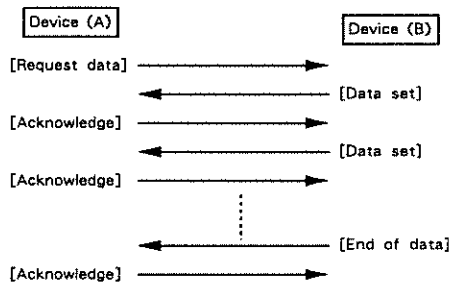 Device (A)
Device (B)
[Request data]
[Data set]
[Acknowledge]
[Data set]
[Acknowledge]
[End of data]
[Acknowledge]